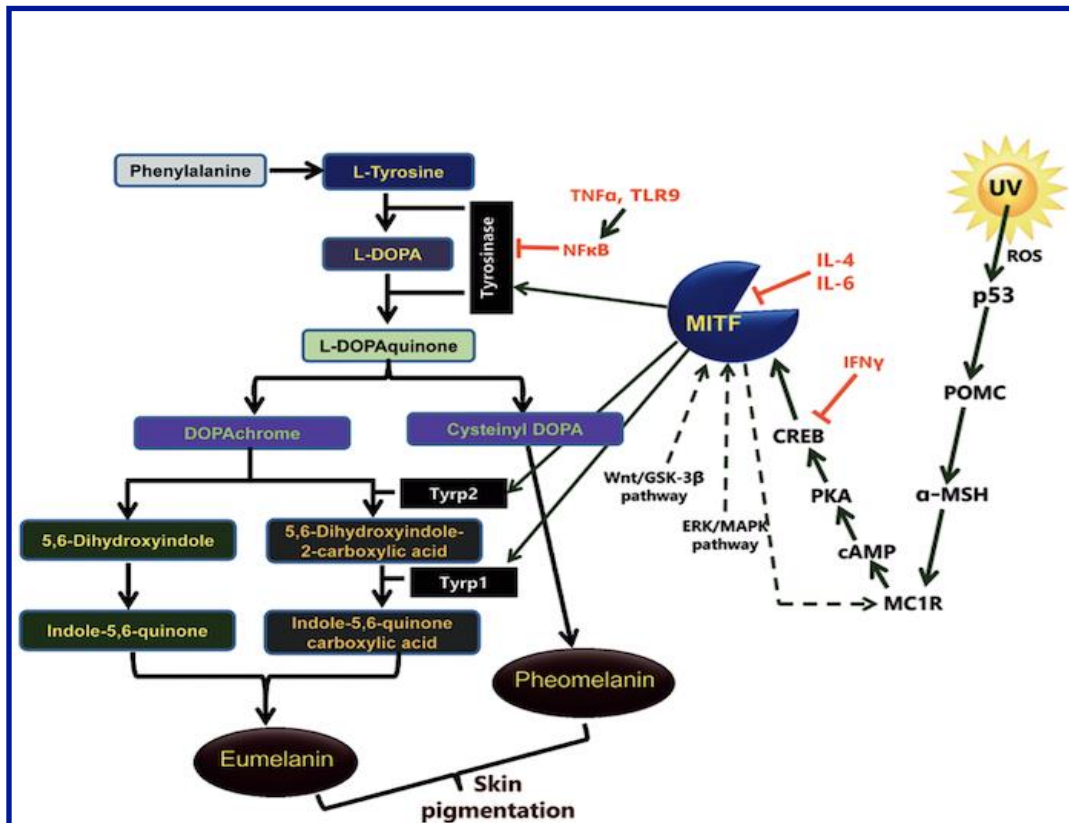 Phenylalanine
L-Tyrosine
L-DOPA
Tyrosinase
L-DOPAquinone
DOPAchrome
Cysteinyl DOPA
Tyrp2
5,6-Dihydroxyindole
5,6-Dihydroxyindole-
2-carboxylic acid
Tyrp1
Indole-5,6-quinone
Indole-5,6-quinone
carboxylic acid
Pheomelanin
Eumelanin
Skin
pigmentation
TNFα, TLR9
NFκB
MITF
IL-4
IL-6
IFNγ
CREB
PKA
cAMP
MC1R
Wnt/GSK-3β
pathway
ERK/MAPK
pathway
UV
ROS
p53
POMC
α-MSH